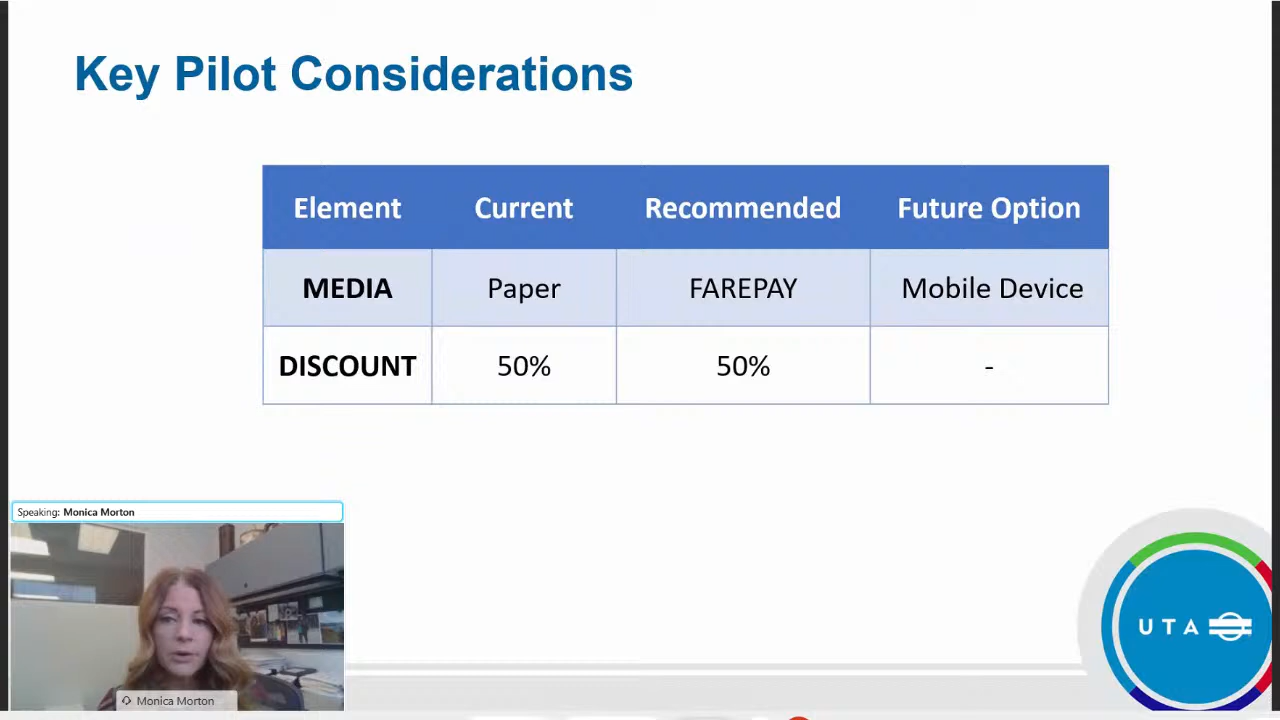 Key Pilot Considerations
Element Current Recommended Future Option
MEDIA Paper FAREPAY Mobile Device
DISCOUNT 50% 50% -
Speaking: Monica Morton
Monica Morton
UTA